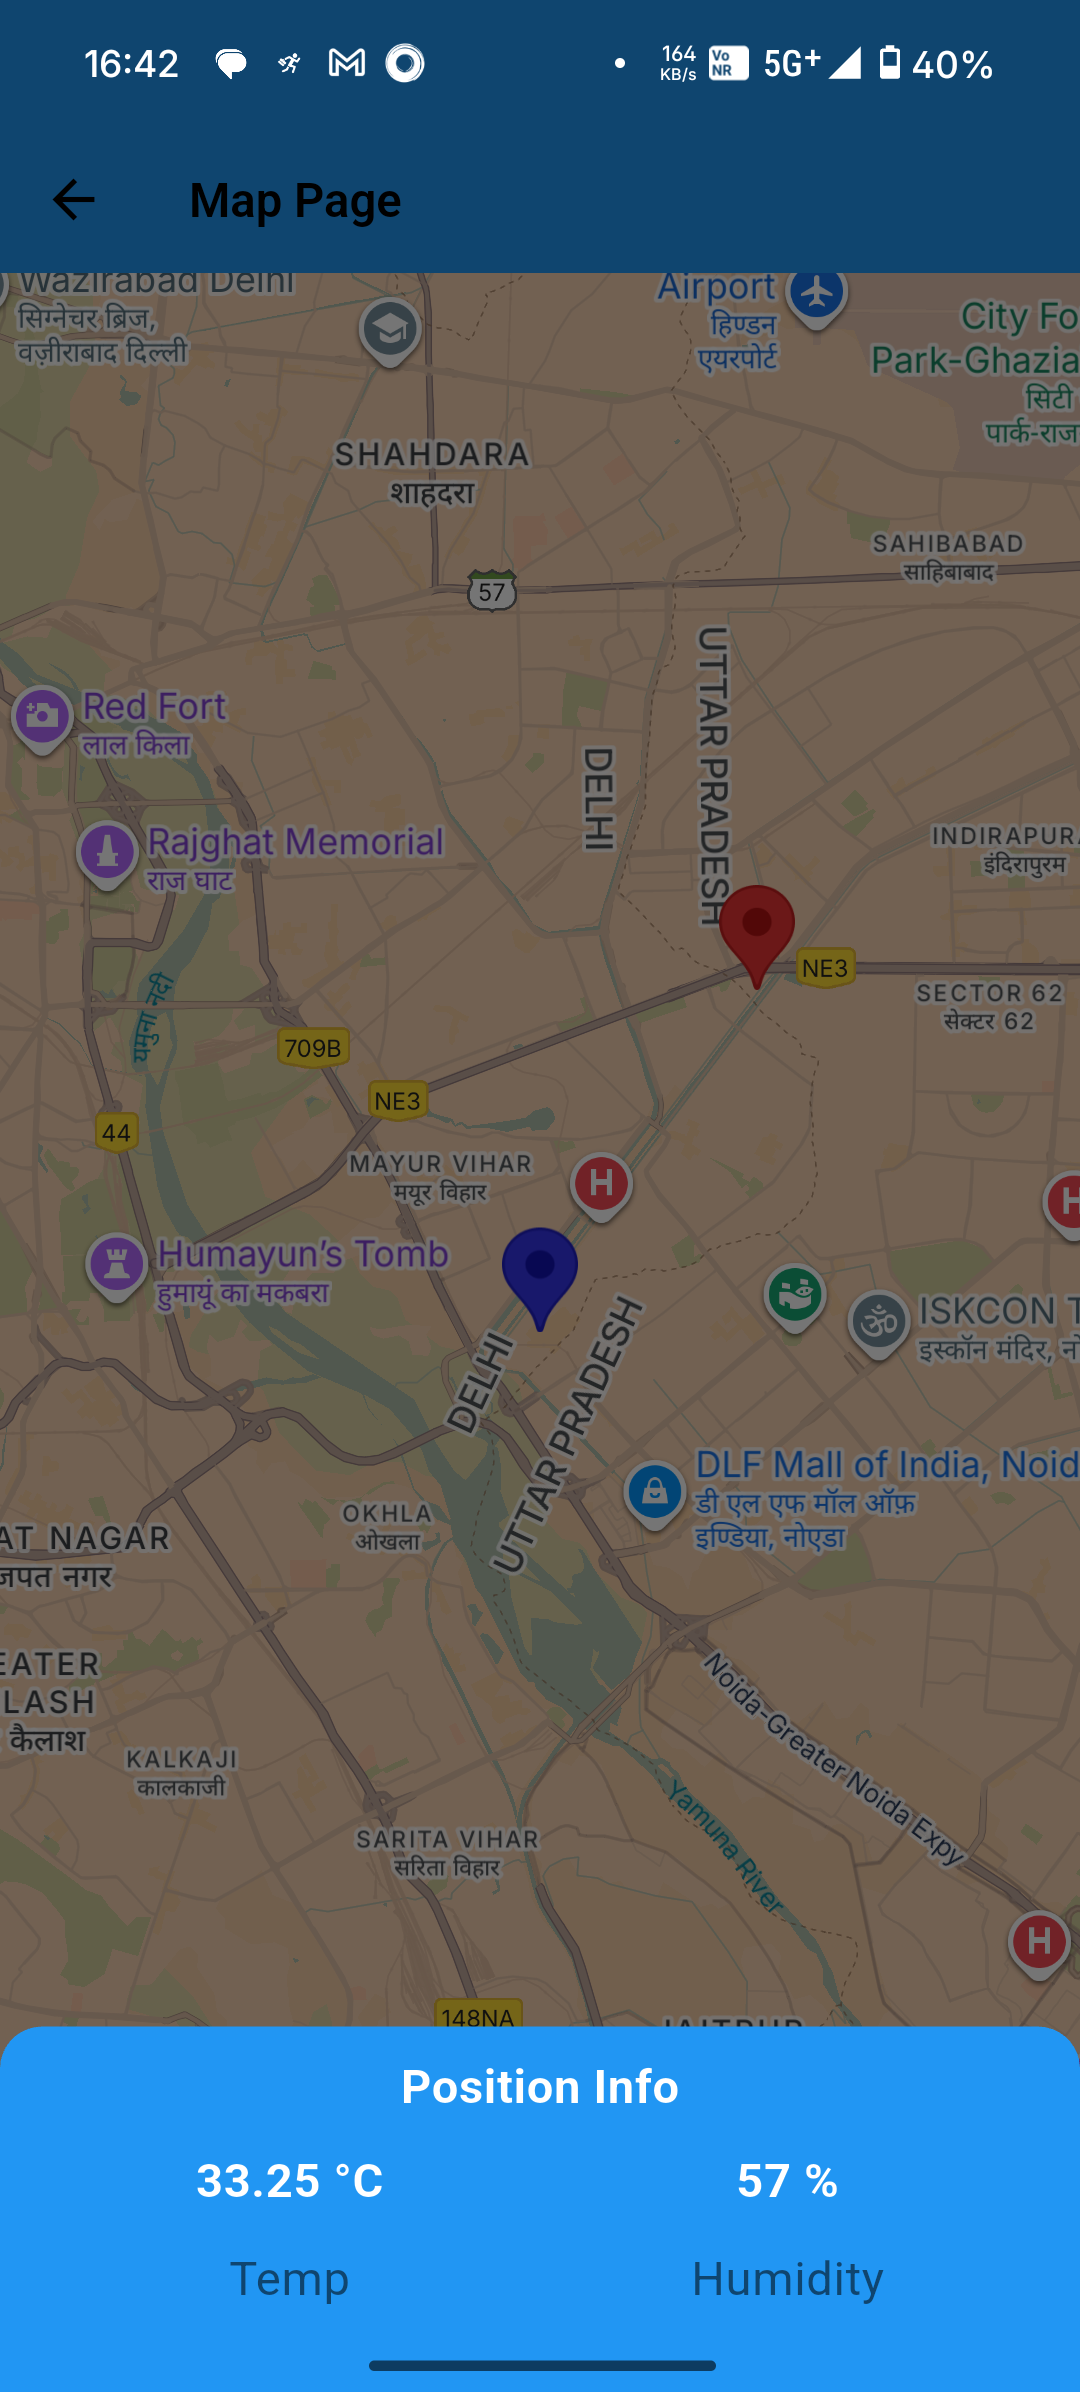 16:42
164
KB/s
Vo
NR
5G+
40%
Map Page
Wazirabad Delhi
सिग्नेचर ब्रिज,
वज़ीराबाद दिल्ली
Airport
हिण्डन
एयरपोर्ट
City Fo
Park-Ghazia
सिटी
पार्क-राज
SHAHDARA
शाहदरा
SAHIBABAD
साहिबाबाद
57
UTTAR PRADESH
DELHI
Red Fort
लाल किला
Rajghat Memorial
राज घाट
INDIRAPURA
इंदिरापुरम
NE3
SECTOR 62
सेक्टर 62
यमुना नदी
709B
NE3
44
MAYUR VIHAR
मयूर विहार
H
H
Humayun's Tomb
हुमायूं का मकबरा
ॐ
ISKCON T
इस्कॉन मंदिर, नो
DELHI
UTTAR PRADESH
DLF Mall of India, Noid
डी एल एफ मॉल ऑफ़
इण्डिया, नोएडा
OKHLA
ओखला
AT NAGAR
जपत नगर
EATER
LASH
कैलाश
Noida-Greater Noida Expy
KALKAJI
कालकाजी
Yamuna River
SARITA VIHAR
सरिता विहार
H
148NA
JAITPUR
Position Info
33.25 °C
57 %
Temp
Humidity